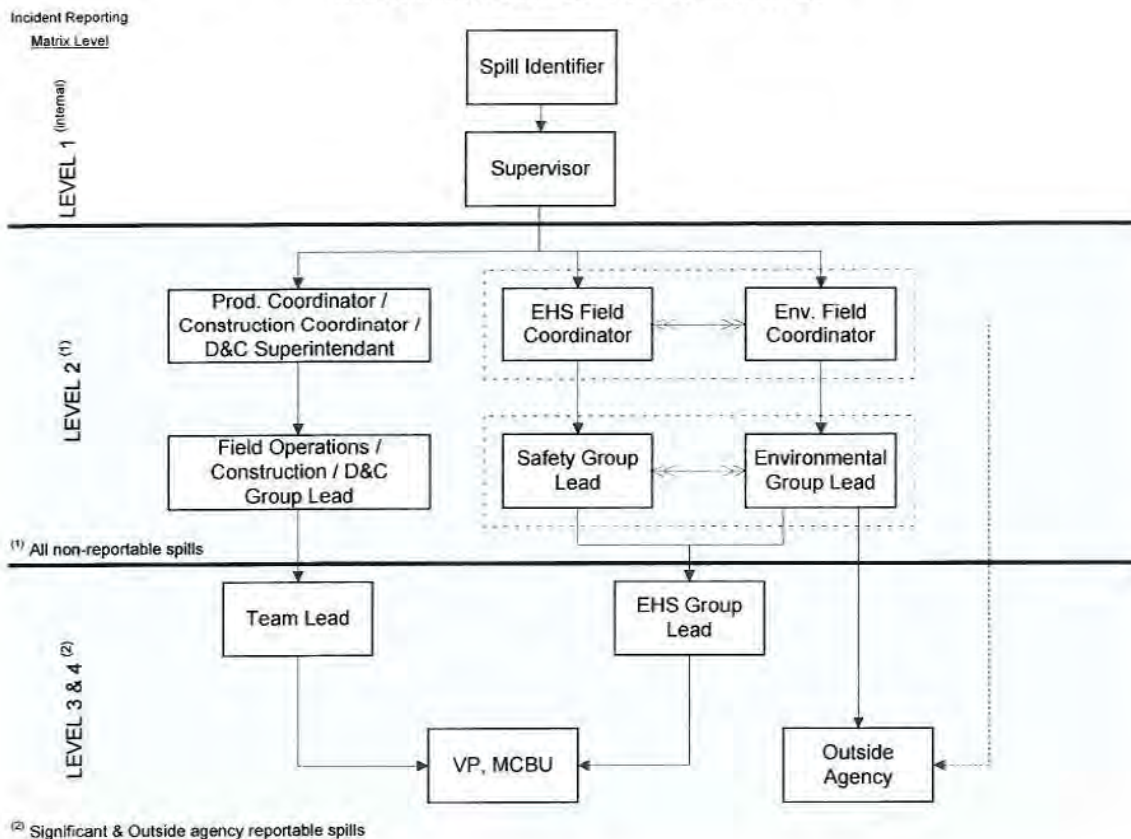 Incident Reporting
Matrix Level
LEVEL 1 (internal)
Spill Identifier
Supervisor
LEVEL 2 (1)
Prod. Coordinator /
Construction Coordinator /
D&C Superintendant
EHS Field
Coordinator
Env. Field
Coordinator
Field Operations /
Construction / D&C
Group Lead
Safety Group
Lead
Environmental
Group Lead
(1) All non-reportable spills
LEVEL 3 & 4 (2)
Team Lead
EHS Group
Lead
VP, MCBU
Outside
Agency
(2) Significant & Outside agency reportable spills